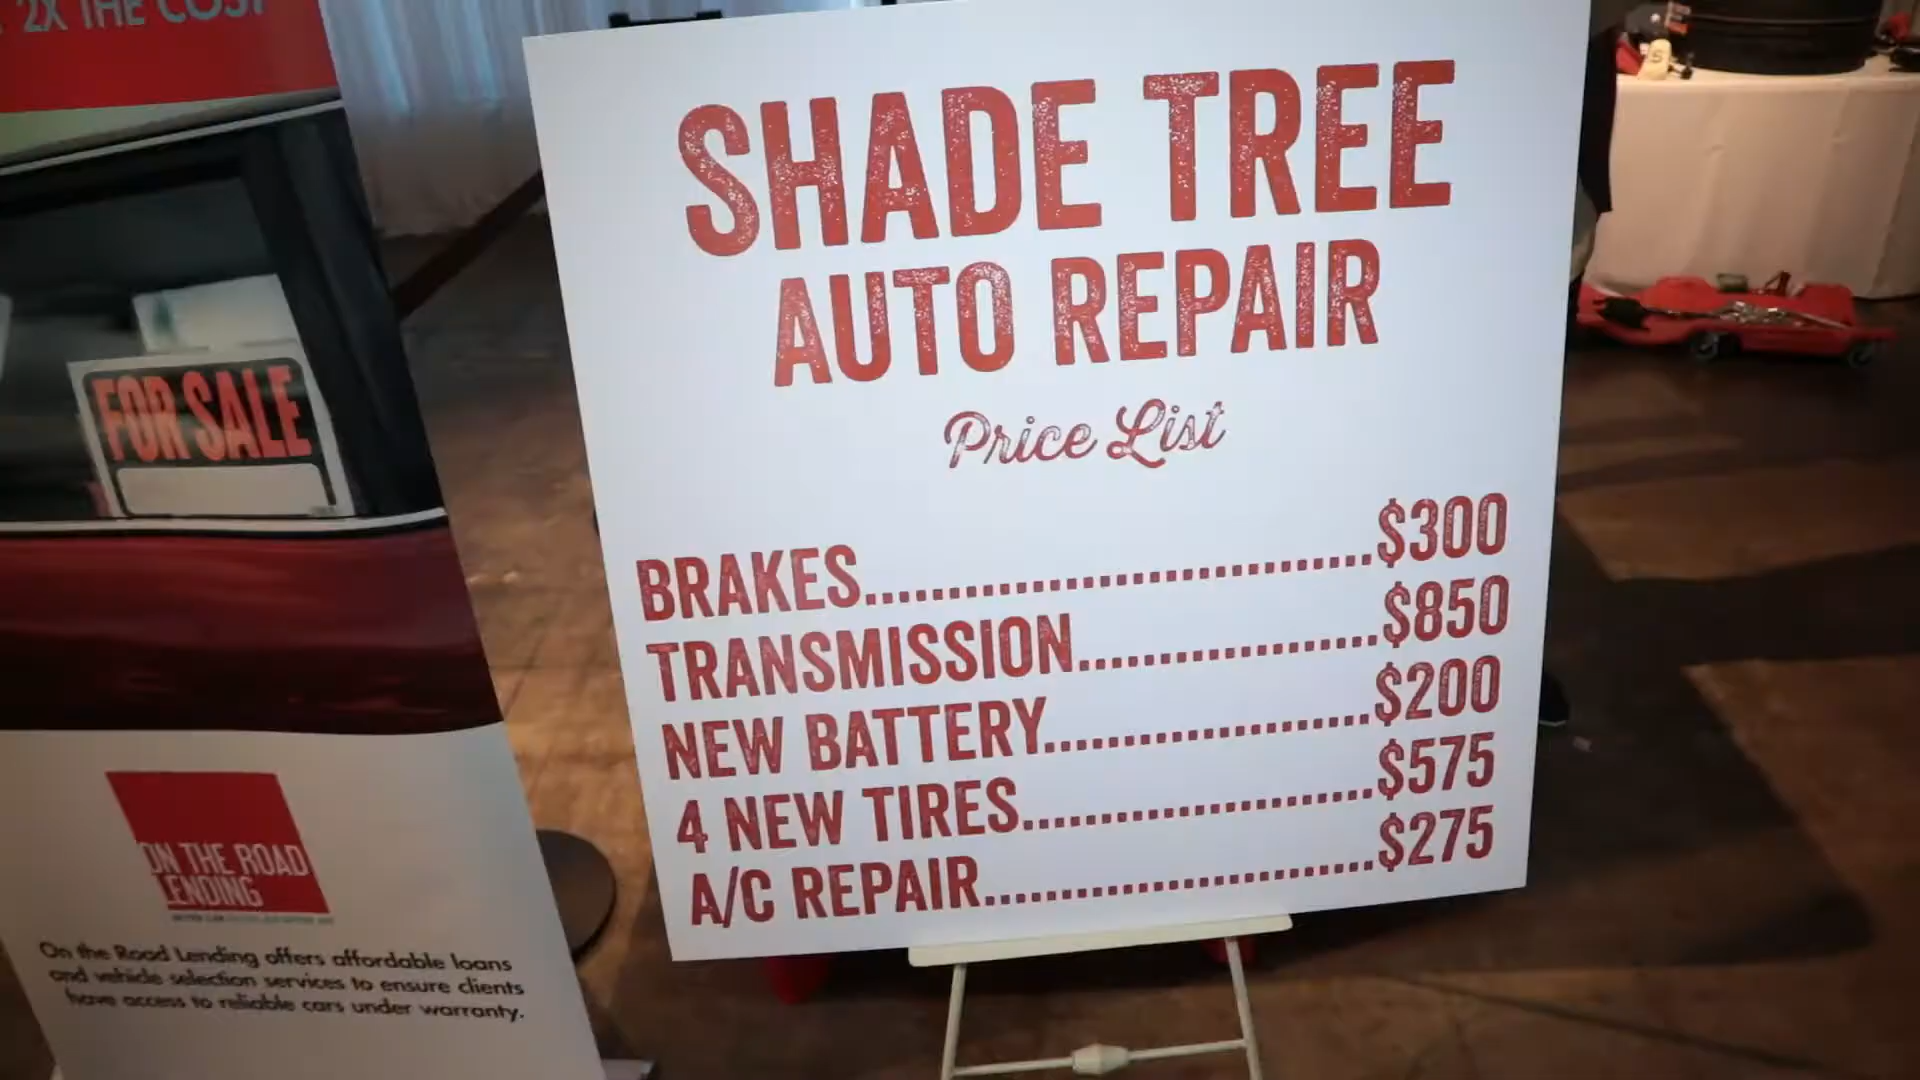 2X THE COST
FOR SALE
ON THE ROAD
LENDING
On the Road Lending offers affordable loans
and vehicle selection services to ensure clients
have access to reliable cars under warranty.
SHADE TREE
AUTO REPAIR
Price List
BRAKES..............................$300
TRANSMISSION..................$850
NEW BATTERY....................$200
4 NEW TIRES.....................$575
A/C REPAIR.......................$275